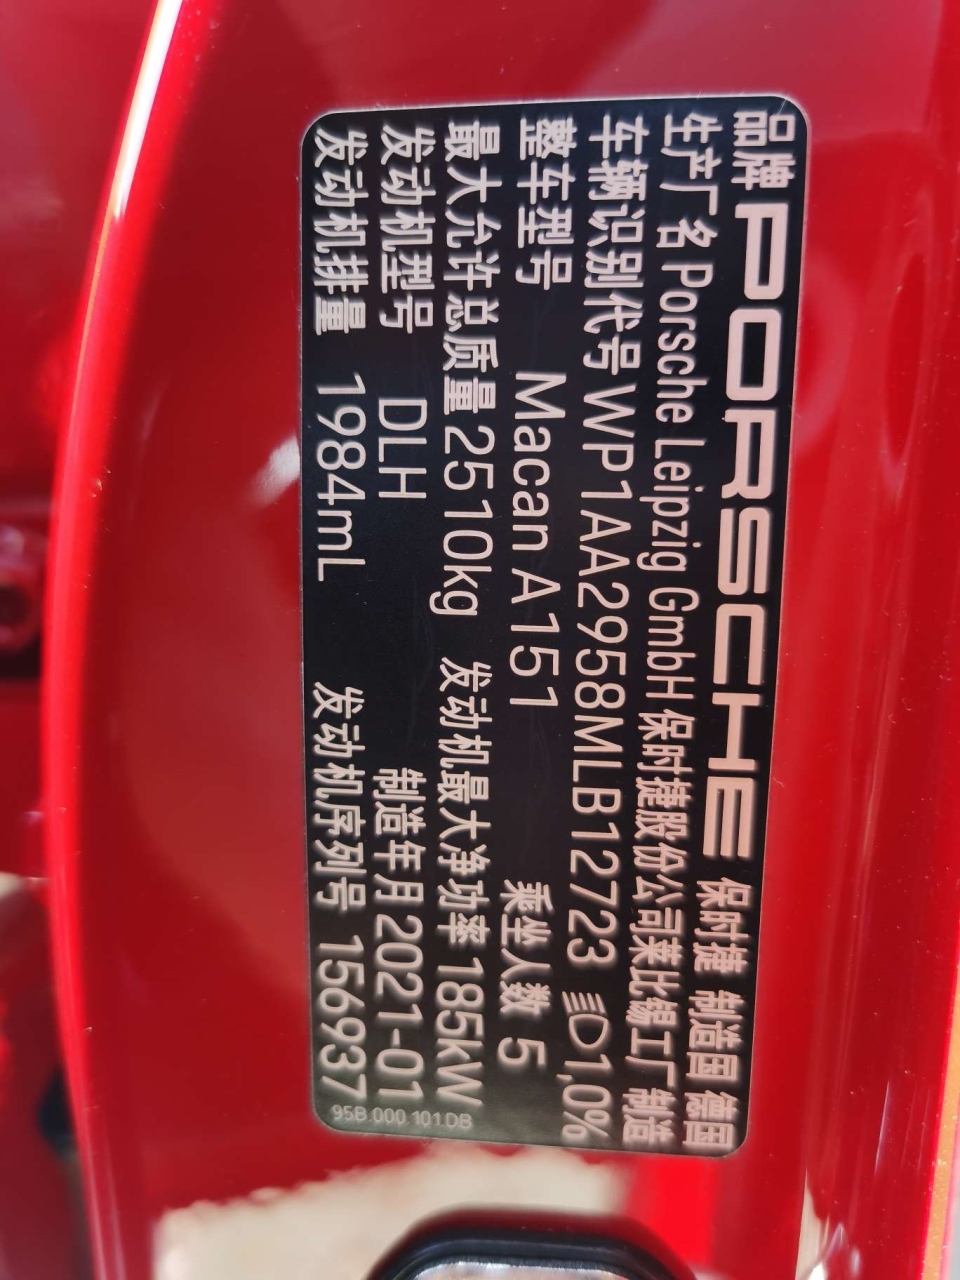 品牌 PORSCHE 保时捷 制造国 德国
生产厂名 Porsche Leipzig GmbH 保时捷股份公司莱比锡工厂 制造
车辆识别代号 WP1AA2958MLB12723 1,0%
整车型号 Macan A151 乘坐人数 5
最大允许总质量 2510kg 发动机最大净功率 185kW
发动机型号 DLH 制造年月 2021-01
发动机排量 1984mL 发动机序列号 156937
95B.000.101.DB